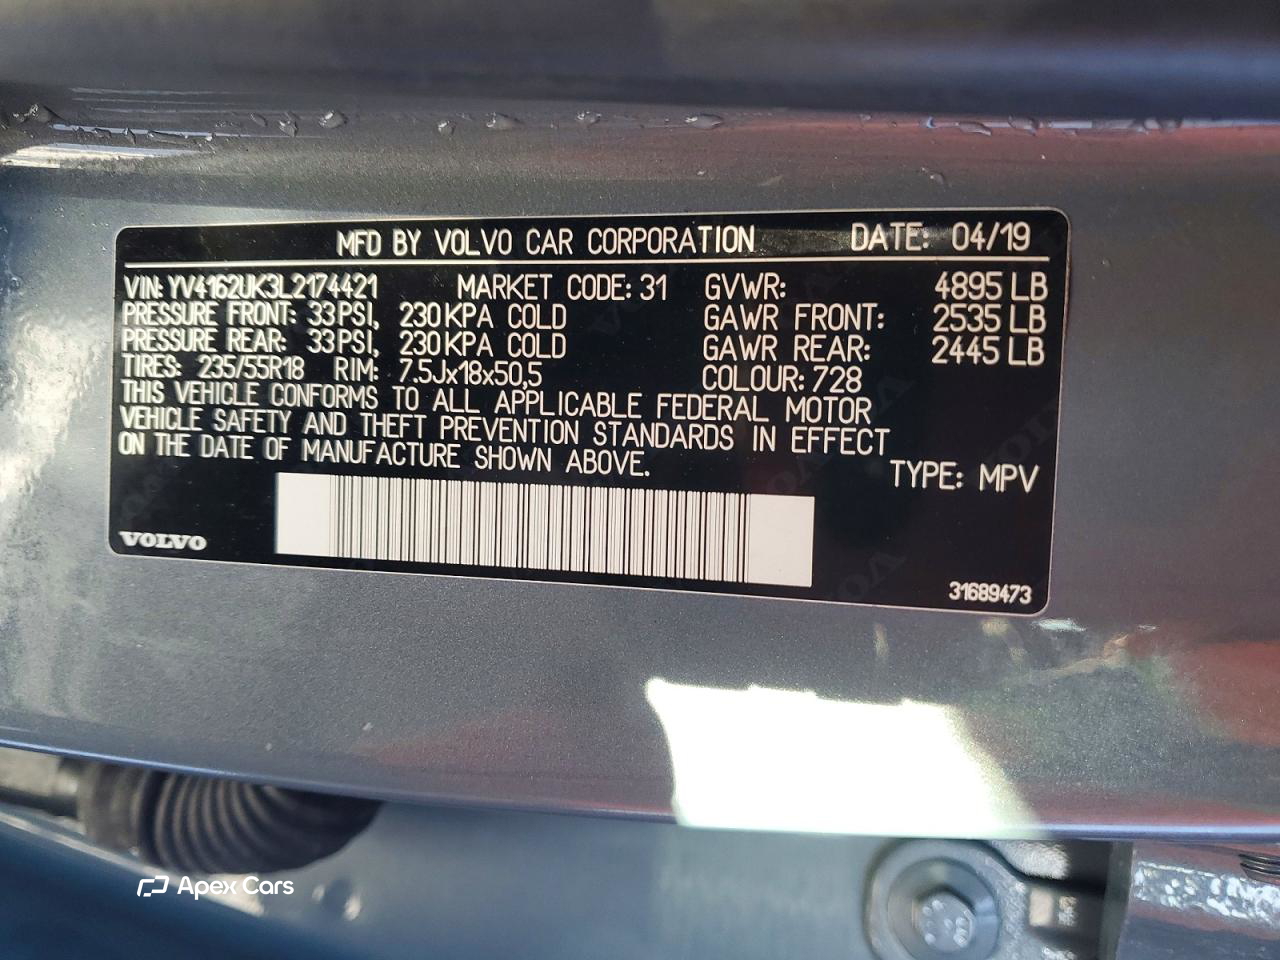 MFD BY VOLVO CAR CORPORATION DATE: 04/19
VIN: YV4162UK3L2174421 MARKET CODE: 31 GVWR: 4895 LB
PRESSURE FRONT: 33 PSI, 230 KPA COLD GAWR FRONT: 2535 LB
PRESSURE REAR: 33 PSI, 230 KPA COLD GAWR REAR: 2445 LB
TIRES: 235/55R18 RIM: 7.5Jx18x50,5 COLOUR: 728
THIS VEHICLE CONFORMS TO ALL APPLICABLE FEDERAL MOTOR
VEHICLE SAFETY AND THEFT PREVENTION STANDARDS IN EFFECT
ON THE DATE OF MANUFACTURE SHOWN ABOVE.
TYPE: MPV
VOLVO
31689473
Apex Cars